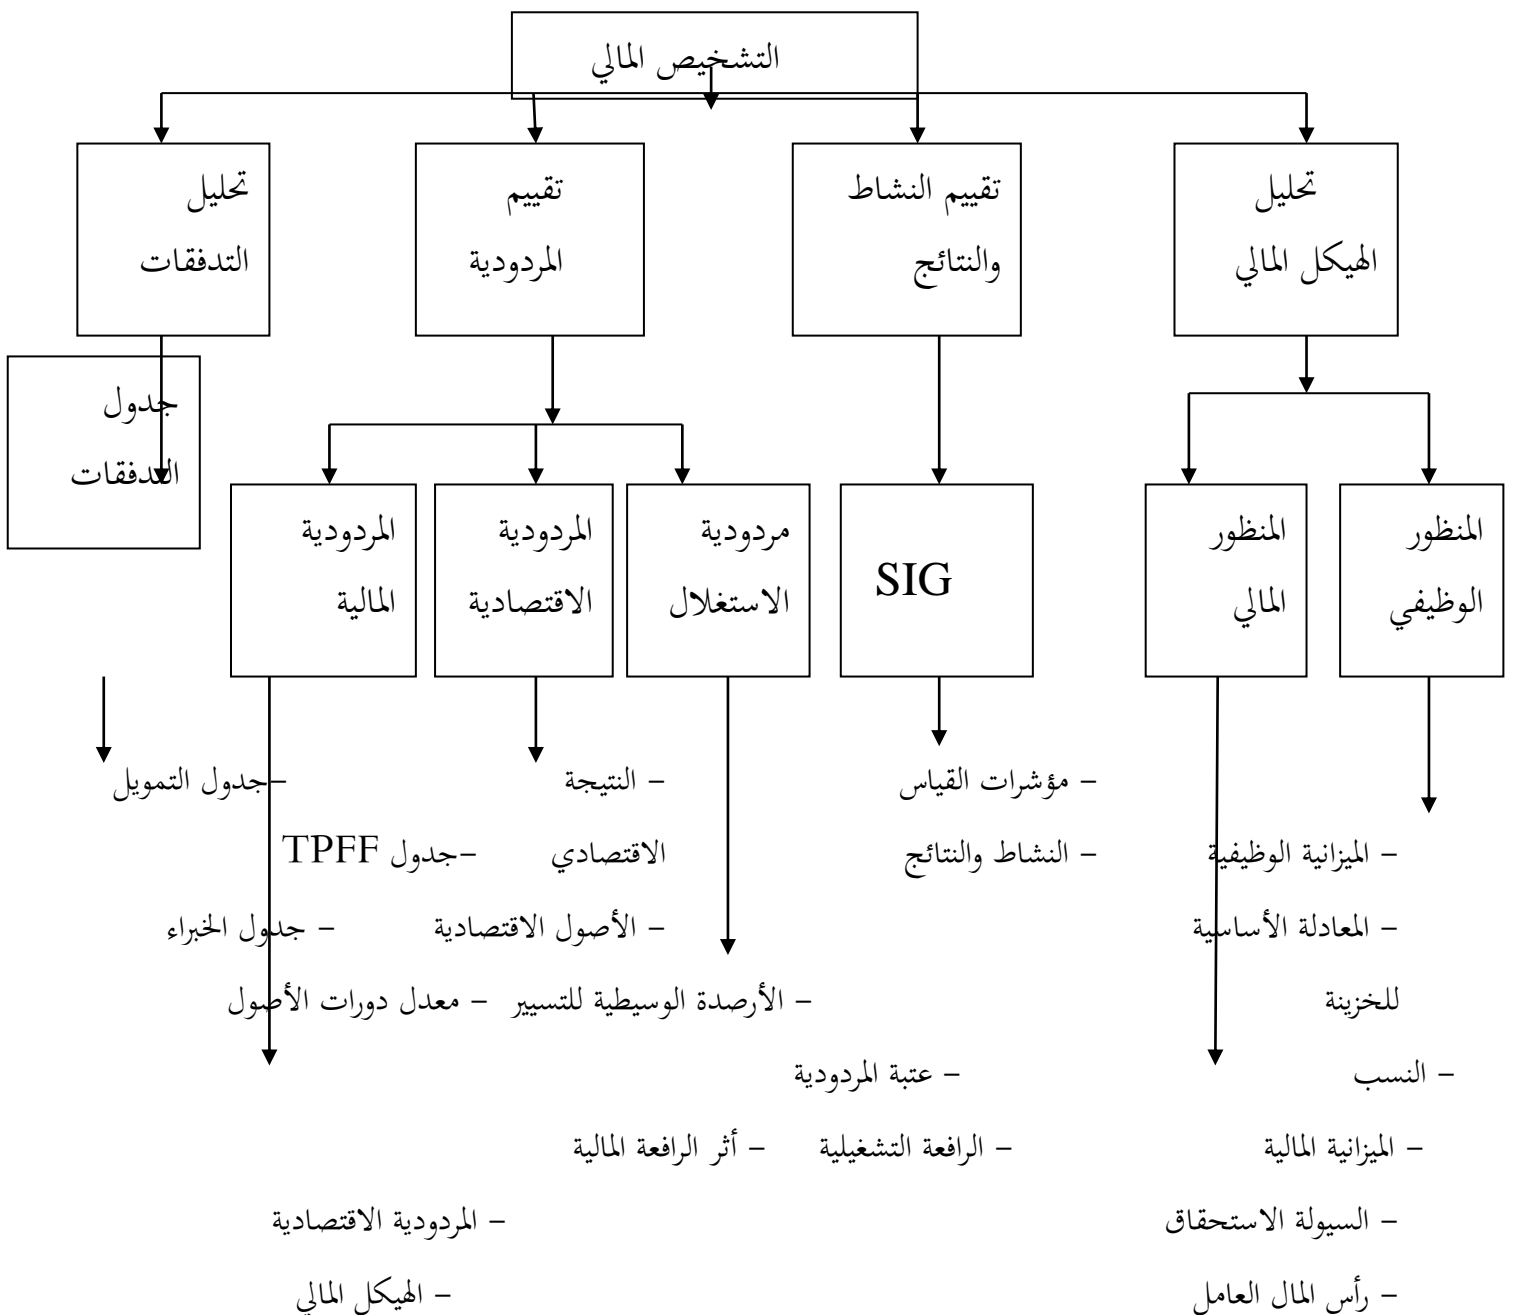 التشخيص المالي
تحليل
الهيكل المالي
تقييم النشاط
والنتائج
تقييم
المردودية
تحليل
التدفقات
جدول
التدفقات
المنظور
الوظيفي
المنظور
المالي
SIG
مردودية
الاستغلال
المردودية
الاقتصادية
المردودية
المالية
– مؤشرات القياس – النتيجة –جدول التمويل
– الميزانية الوظيفية – النشاط والنتائج الاقتصادي –جدول TPFF
– المعادلة الأساسية – الأصول الاقتصادية – جدول الخبراء
للخزينة – الأرصدة الوسيطية للتسيير – معدل دورات الأصول
– النسب – عتبة المردودية
– الميزانية المالية – الرافعة التشغيلية – أثر الرافعة المالية
– السيولة الاستحقاق – المردودية الاقتصادية
– رأس المال العامل – الهيكل المالي